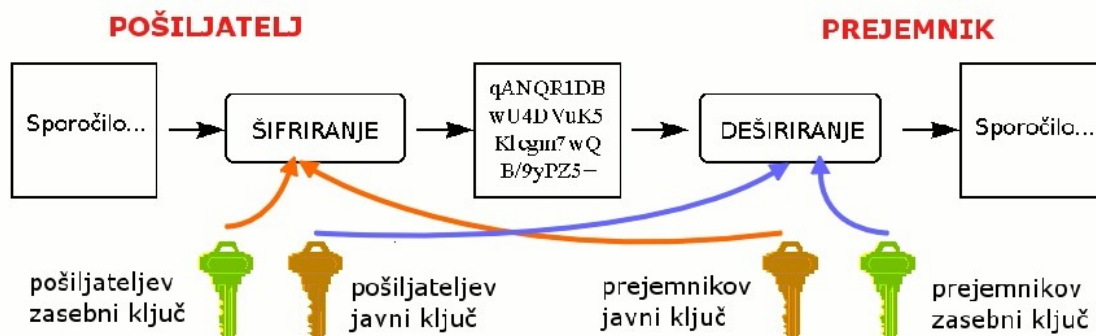 POŠILJATELJ
PREJEMNIK
Sporočilo...
ŠIFRIRANJE
qANQR1DB
wU4DVuK5
Klcgm7wQ
B/9yPZ5=
DEŠIRIRANJE
Sporočilo...
pošiljateljev
zasebni ključ
pošiljateljev
javni ključ
prejemnikov
javni ključ
prejemnikov
zasebni ključ